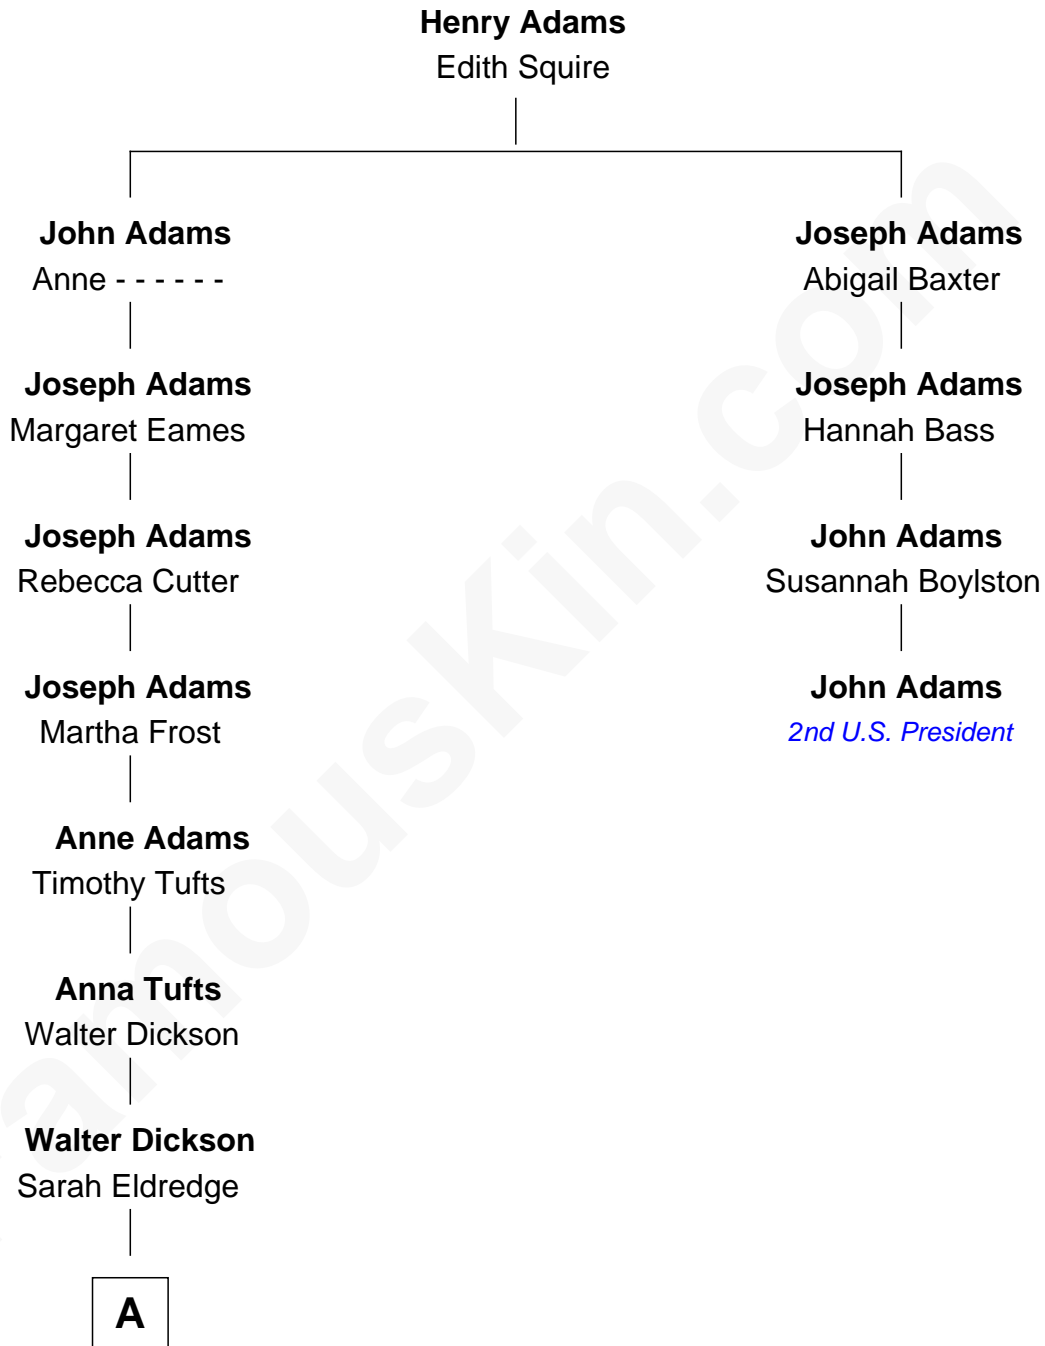 Henry Adams
Edith Squire
John Adams
Anne - - - - - -
Joseph Adams
Abigail Baxter
Joseph Adams
Margaret Eames
Joseph Adams
Hannah Bass
Joseph Adams
Rebecca Cutter
John Adams
Susannah Boylston
Joseph Adams
Martha Frost
John Adams
2nd U.S. President
Anne Adams
Timothy Tufts
Anna Tufts
Walter Dickson
Walter Dickson
Sarah Eldredge
A
famouskin.com